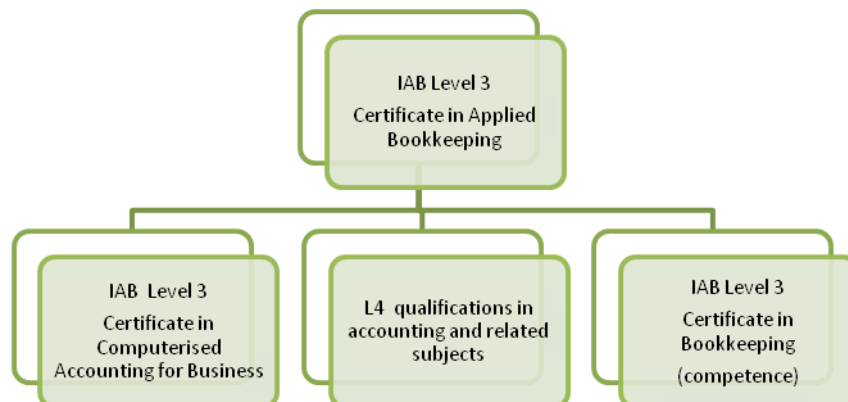 IAB Level 3
Certificate in Applied
Bookkeeping
IAB Level 3
Certificate in
Computerised
Accounting for Business
L4 qualifications in
accounting and related
subjects
IAB Level 3
Certificate in
Bookkeeping
(competence)